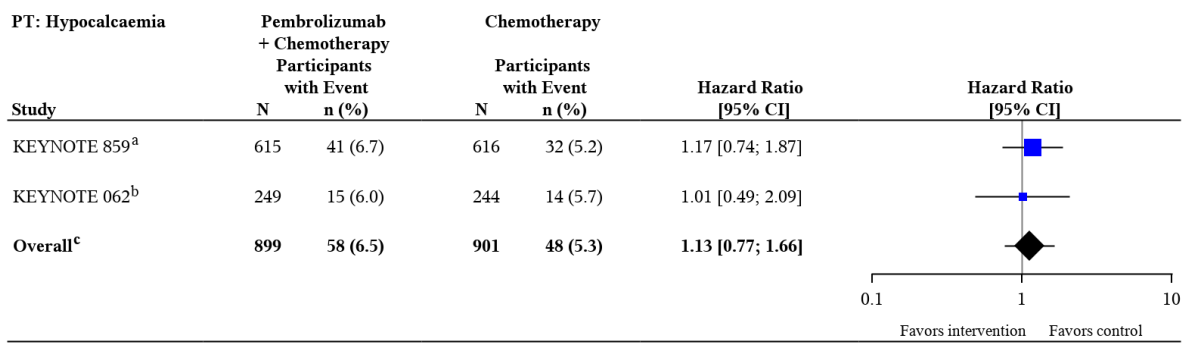 PT: Hypocalcaemia Pembrolizumab Chemotherapy
+ Chemotherapy
Participants Participants
with Event with Event Hazard Ratio Hazard Ratio
Study N n (%) N n (%) [95% CI] [95% CI]
KEYNOTE 859a 615 41 (6.7) 616 32 (5.2) 1.17 [0.74; 1.87]
KEYNOTE 062b 249 15 (6.0) 244 14 (5.7) 1.01 [0.49; 2.09]
Overallc 899 58 (6.5) 901 48 (5.3) 1.13 [0.77; 1.66]
0.1 1 10
Favors intervention Favors control